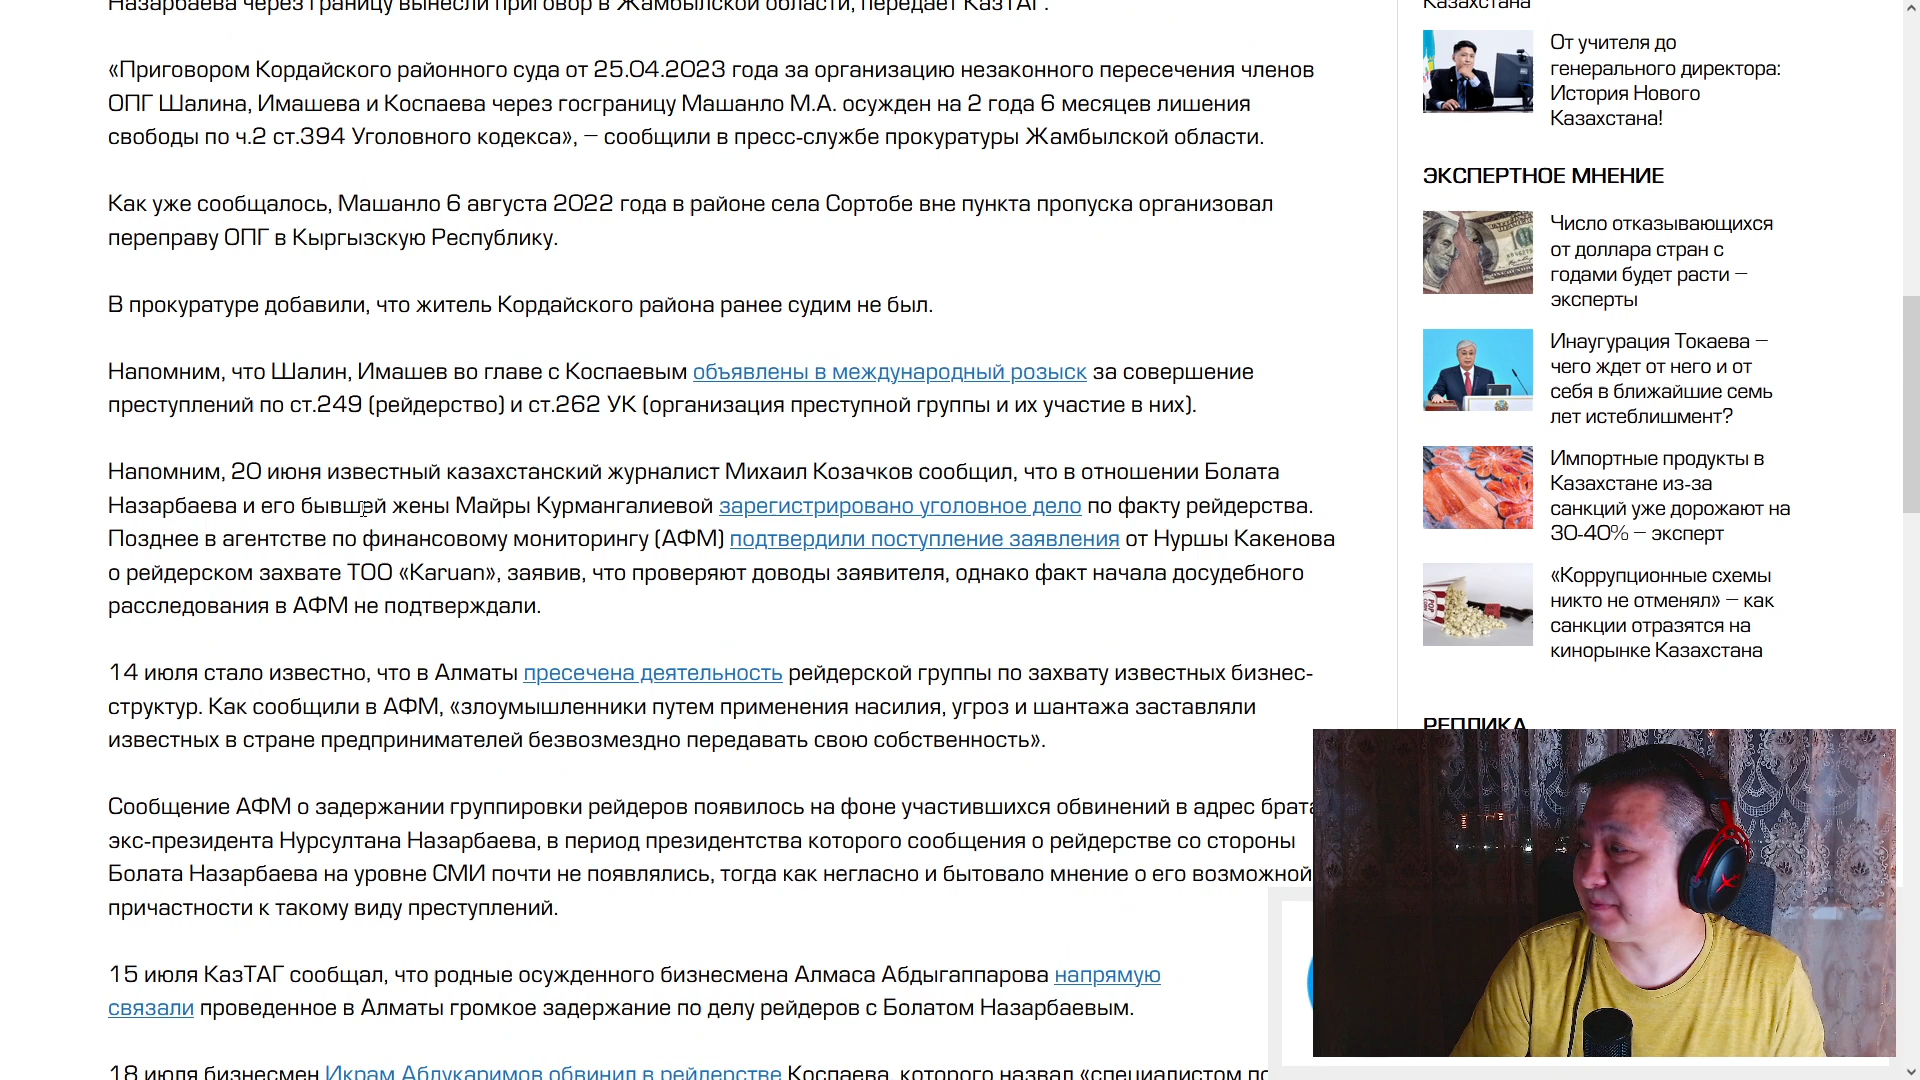 Назарбаева через границу вынесли приговор в Жамбылской области, передает КазТАГ.
«Приговором Кордайского районного суда от 25.04.2023 года за организацию незаконного пересечения членов
ОПГ Шалина, Имашева и Коспаева через госграницу Машанло М.А. осужден на 2 года 6 месяцев лишения
свободы по ч.2 ст.394 Уголовного кодекса», – сообщили в пресс-службе прокуратуры Жамбылской области.
Как уже сообщалось, Машанло 6 августа 2022 года в районе села Сортобе вне пункта пропуска организовал
переправу ОПГ в Кыргызскую Республику.
В прокуратуре добавили, что житель Кордайского района ранее судим не был.
Напомним, что Шалин, Имашев во главе с Коспаевым объявлены в международный розыск за совершение
преступлений по ст.249 (рейдерство) и ст.262 УК (организация преступной группы и их участие в них).
Напомним, 20 июня известный казахстанский журналист Михаил Козачков сообщил, что в отношении Болата
Назарбаева и его бывшей жены Майры Курмангалиевой зарегистрировано уголовное дело по факту рейдерства.
Позднее в агентстве по финансовому мониторингу (АФМ) подтвердили поступление заявления от Нуршы Какенова
о рейдерском захвате ТОО «Karuan», заявив, что проверяют доводы заявителя, однако факт начала досудебного
расследования в АФМ не подтверждали.
14 июля стало известно, что в Алматы пресечена деятельность рейдерской группы по захвату известных бизнес-
структур. Как сообщили в АФМ, «злоумышленники путем применения насилия, угроз и шантажа заставляли
известных в стране предпринимателей безвозмездно передавать свою собственность».
Сообщение АФМ о задержании группировки рейдеров появилось на фоне участившихся обвинений в адрес брата
экс-президента Нурсултана Назарбаева, в период президентства которого сообщения о рейдерстве со стороны
Болата Назарбаева на уровне СМИ почти не появлялись, тогда как негласно и бытовало мнение о его возможной
причастности к такому виду преступлений.
15 июля КазТАГ сообщал, что родные осужденного бизнесмена Алмаса Абдыгаппарова напрямую
связали проведенное в Алматы громкое задержание по делу рейдеров с Болатом Назарбаевым.
18 июля бизнесмен Икрам Абдукаримов обвинил в рейдерстве Коспаева, которого назвал «специалистом по
Казахстана
От учителя до
генерального директора:
История Нового
Казахстана!
ЭКСПЕРТНОЕ МНЕНИЕ
Число отказывающихся
от доллара стран с
годами будет расти –
эксперты
Инаугурация Токаева –
чего ждет от него и от
себя в ближайшие семь
лет истеблишмент?
Импортные продукты в
Казахстане из-за
санкций уже дорожают на
30-40% – эксперт
«Коррупционные схемы
никто не отменял» – как
санкции отразятся на
кинорынке Казахстана
РЕПЛИКА